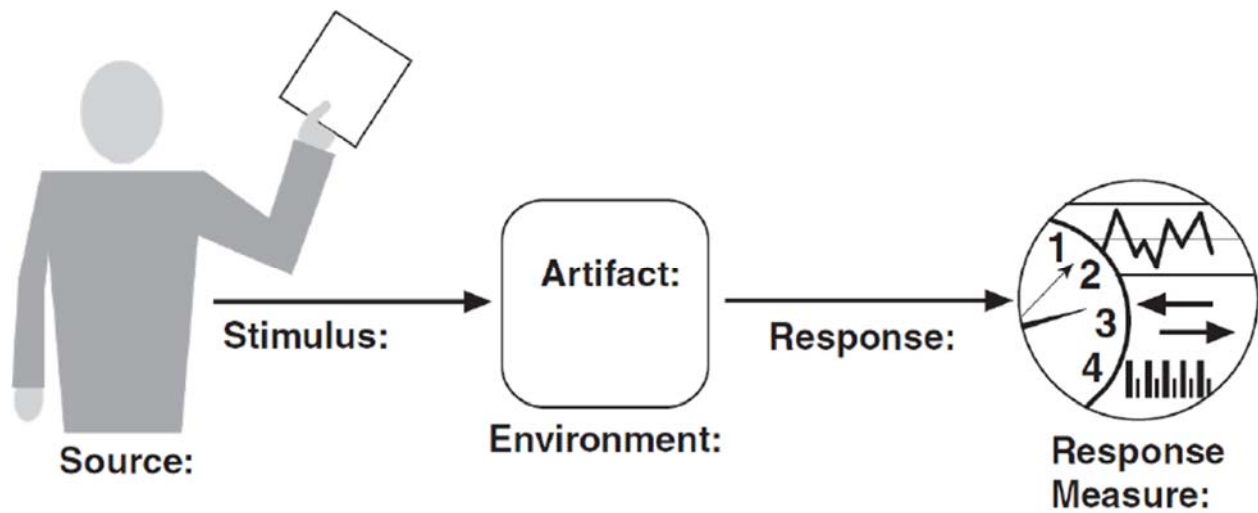 Source:
Stimulus:
Artifact:
Environment:
Response:
1
2
3
4
Response
Measure: